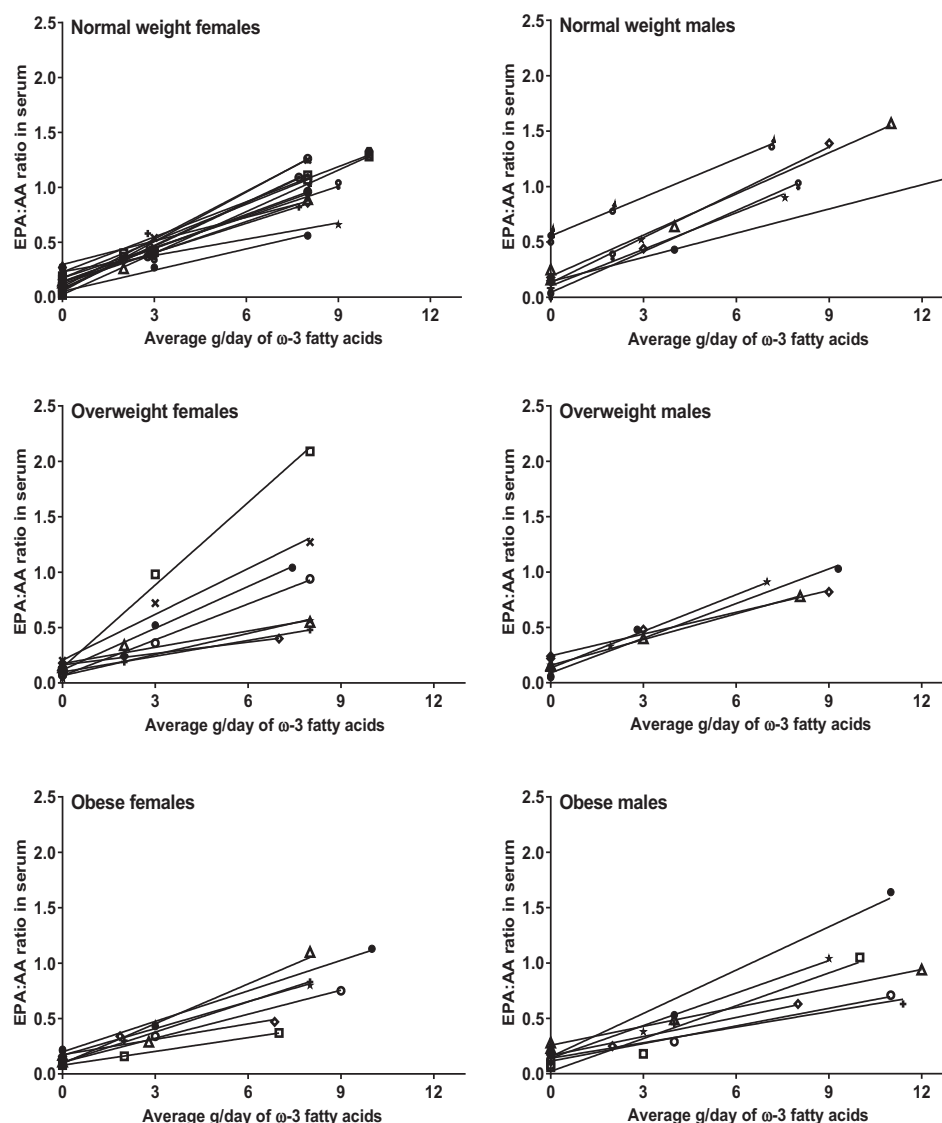 Normal weight females
2.5
2.0
1.5
1.0
0.5
0.0
EPA:AA ratio in serum
0 3 6 9 12
Average g/day of ω-3 fatty acids
Normal weight males
2.5
2.0
1.5
1.0
0.5
0.0
EPA:AA ratio in serum
0 3 6 9 12
Average g/day of ω-3 fatty acids
Overweight females
2.5
2.0
1.5
1.0
0.5
0.0
EPA:AA ratio in serum
0 3 6 9 12
Average g/day of ω-3 fatty acids
Overweight males
2.5
2.0
1.5
1.0
0.5
0.0
EPA:AA ratio in serum
0 3 6 9 12
Average g/day of ω-3 fatty acids
Obese females
2.5
2.0
1.5
1.0
0.5
0.0
EPA:AA ratio in serum
0 3 6 9 12
Average g/day of ω-3 fatty acids
Obese males
2.5
2.0
1.5
1.0
0.5
0.0
EPA:AA ratio in serum
0 3 6 9 12
Average g/day of ω-3 fatty acids